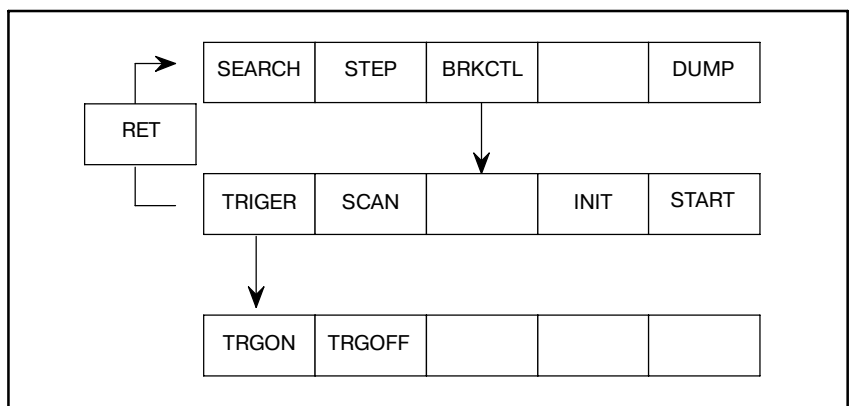 SEARCH STEP BRKCTL DUMP
RET
TRIGER SCAN INIT START
TRGON TRGOFF